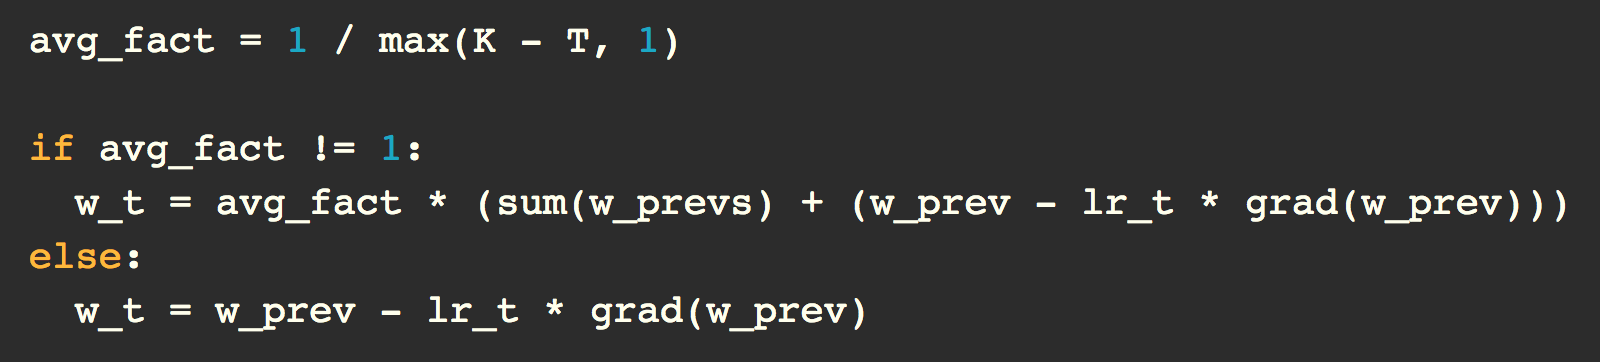 avg_fact = 1 / max(K - T, 1)
if avg_fact != 1:
w_t = avg_fact * (sum(w_prevs) + (w_prev - lr_t * grad(w_prev)))
else:
w_t = w_prev - lr_t * grad(w_prev)